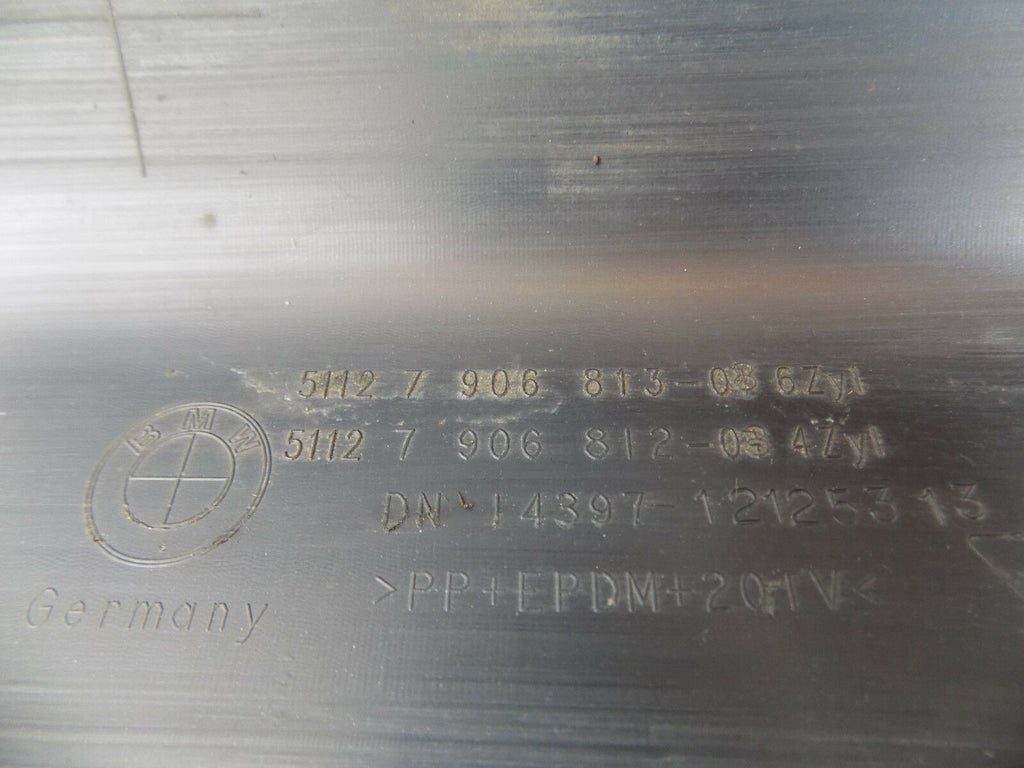 5112 7 906 813-03 6Zyl
5112 7 906 812-03 4Zyl
BMW
DN 14397-12125313
>PP+EPDM+20TV<
Germany